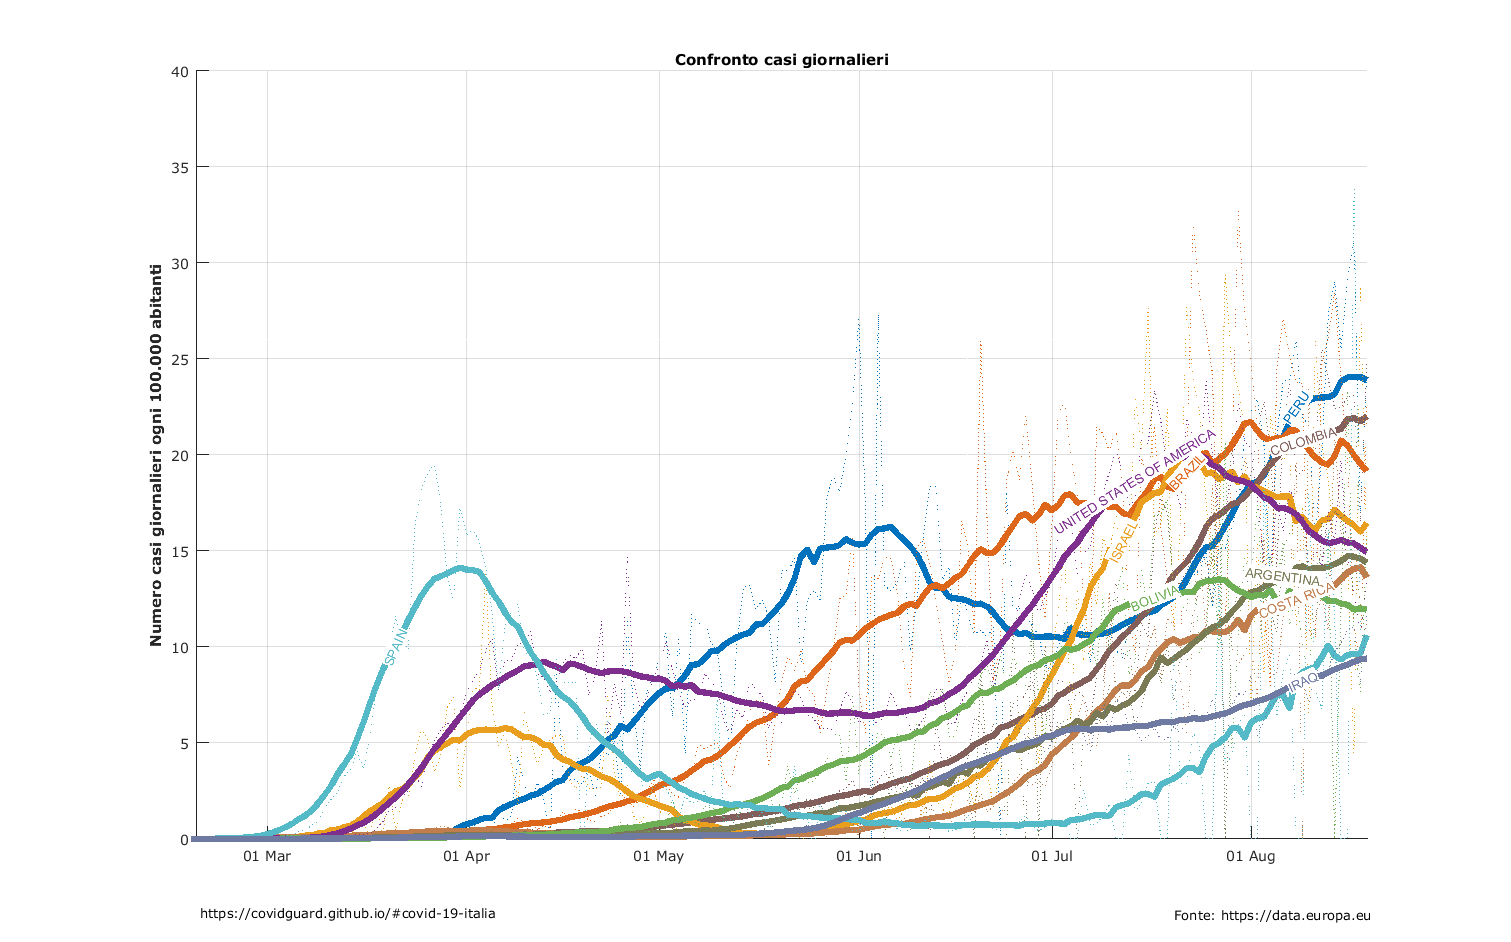 Confronto casi giornalieri
Numero casi giornalieri ogni 100.000 abitanti
40
35
30
25
20
15
10
5
0
PERU
COLOMBIA
UNITED STATES OF AMERICA
BRAZIL
ISRAEL
ARGENTINA
BOLIVIA
COSTA RICA
SPAIN
IRAQ
01 Mar
01 Apr
01 May
01 Jun
01 Jul
01 Aug
https://covidguard.github.io/#covid-19-italia
Fonte: https://data.europa.eu